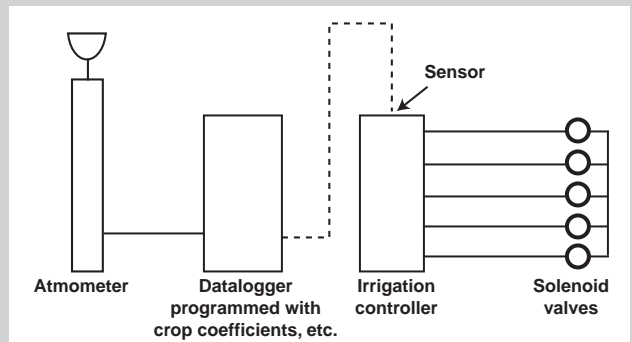 Sensor
Atmometer
Datalogger
programmed with
crop coefficients, etc.
Irrigation
controller
Solenoid
valves